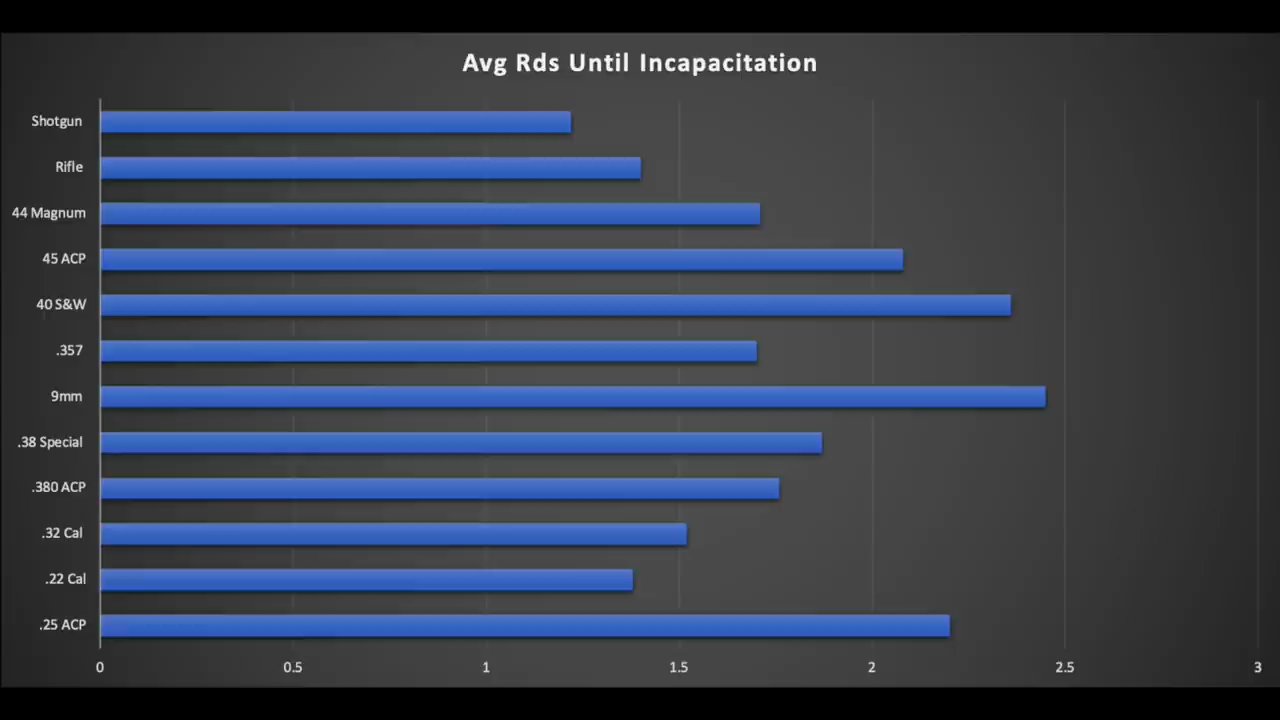 Avg Rds Until Incapacitation
Shotgun
Rifle
44 Magnum
45 ACP
40 S&W
.357
9mm
.38 Special
.380 ACP
.32 Cal
.22 Cal
.25 ACP
0 0.5 1 1.5 2 2.5 3